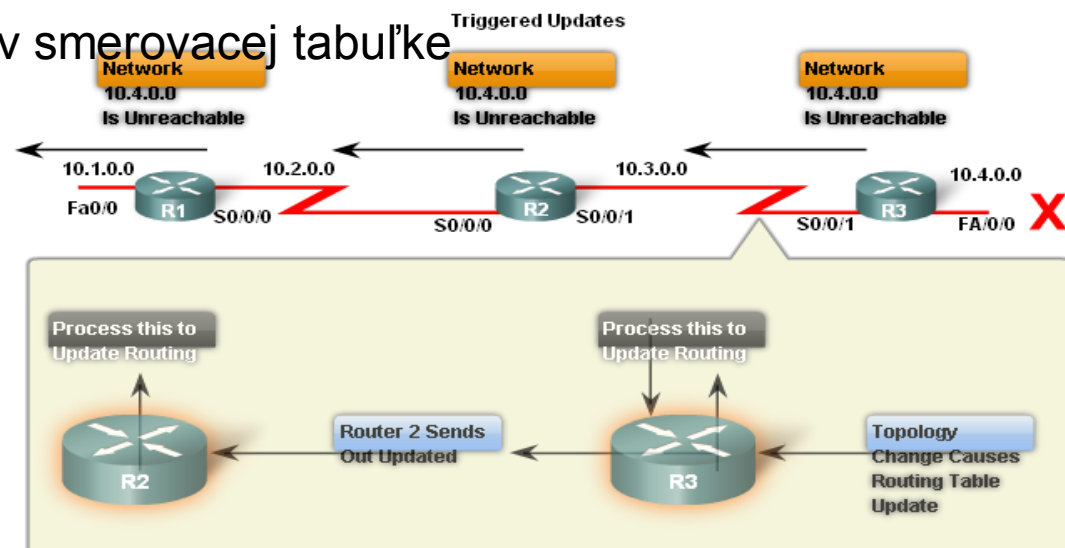 Triggered Updates
v smerovacej tabuľke
Network
10.4.0.0
Is Unreachable
Network
10.4.0.0
Is Unreachable
Network
10.4.0.0
Is Unreachable
10.1.0.0
10.2.0.0
10.3.0.0
10.4.0.0
Fa0/0
R1
S0/0/0
S0/0/0
R2
S0/0/1
S0/0/1
R3
FA/0/0
X
Process this to
Update Routing
Process this to
Update Routing
Router 2 Sends
Out Updated
Topology
Change Causes
Routing Table
Update
R2
R3